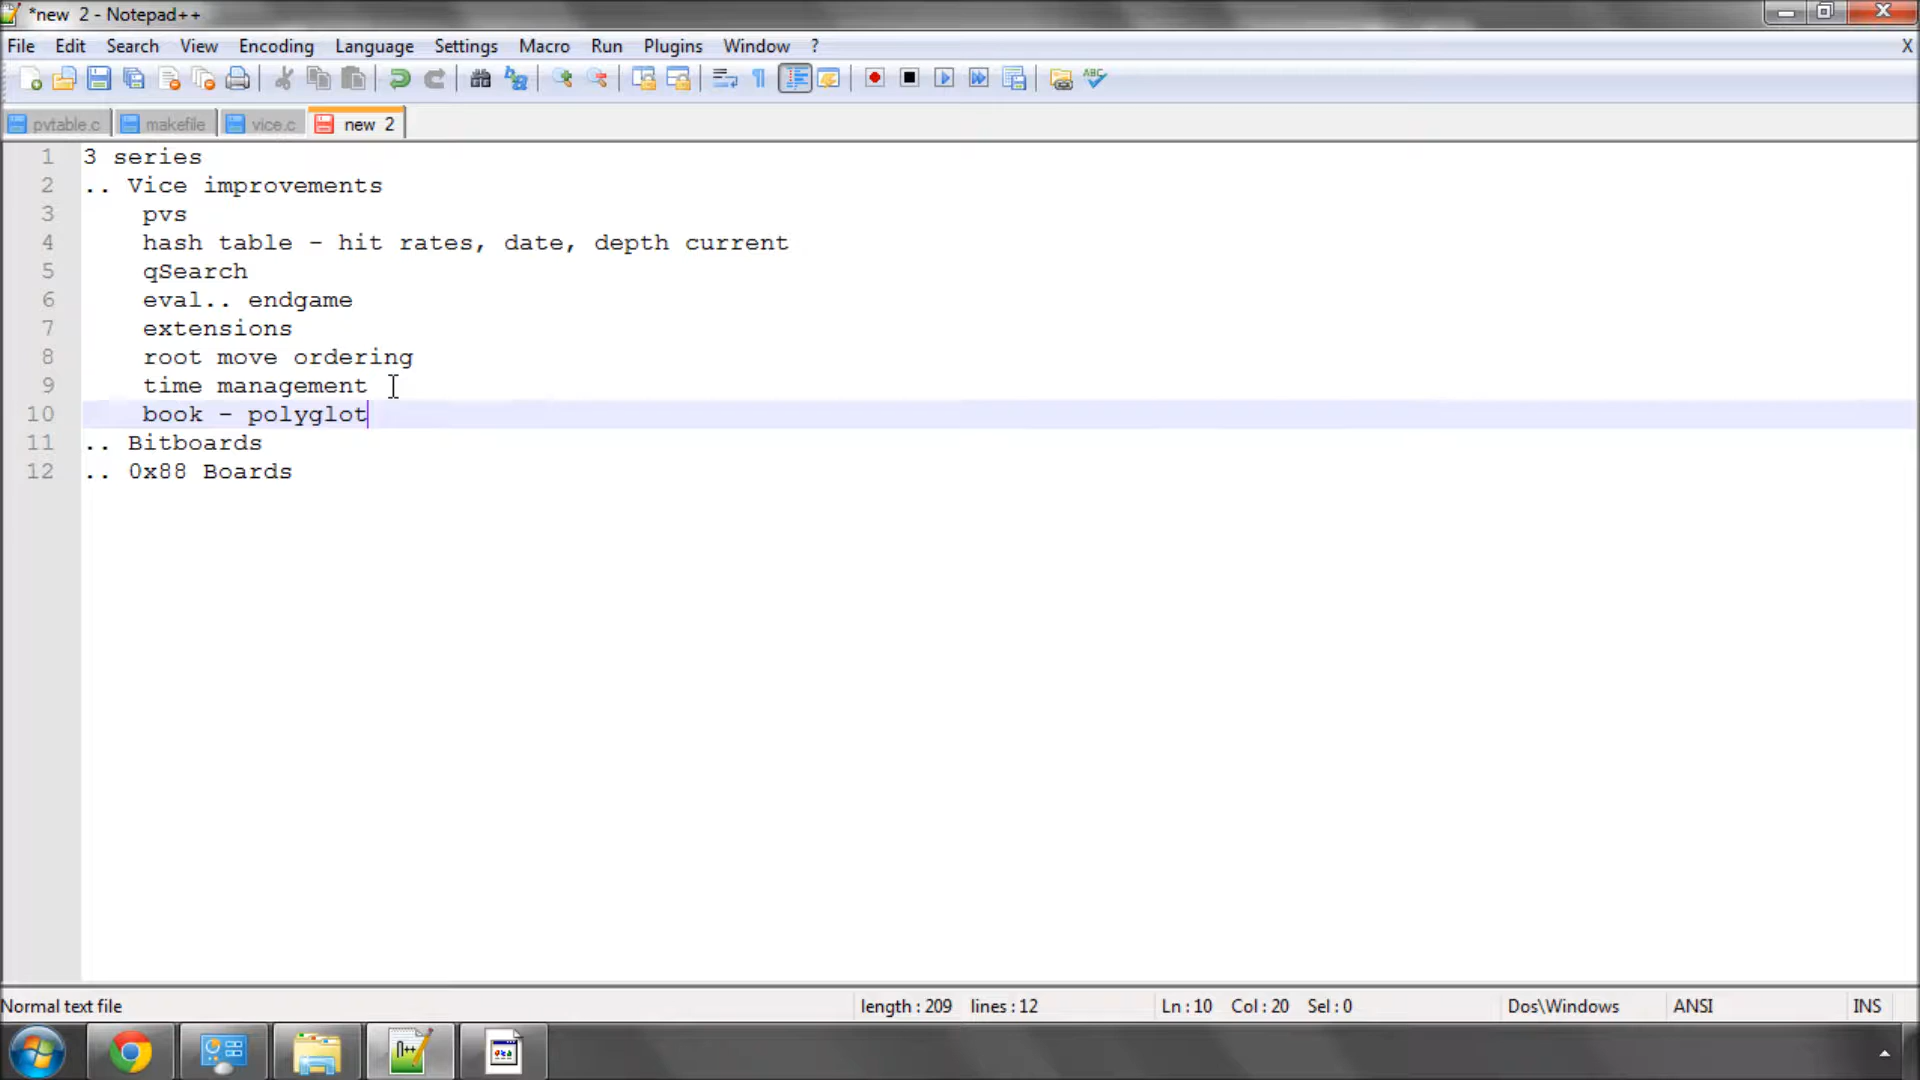 *new  2 - Notepad++
File Edit Search View Encoding Language Settings Macro Run Plugins Window ? X
pvtable.c makefile vice.c new  2
1 3 series
2 .. Vice improvements
3 pvs
4 hash table - hit rates, date, depth current
5 qSearch
6 eval.. endgame
7 extensions
8 root move ordering
9 time management
10 book - polyglot
11 .. Bitboards
12 .. 0x88 Boards
Normal text file length : 209 lines : 12 Ln : 10 Col : 20 Sel : 0 Dos\Windows ANSI INS